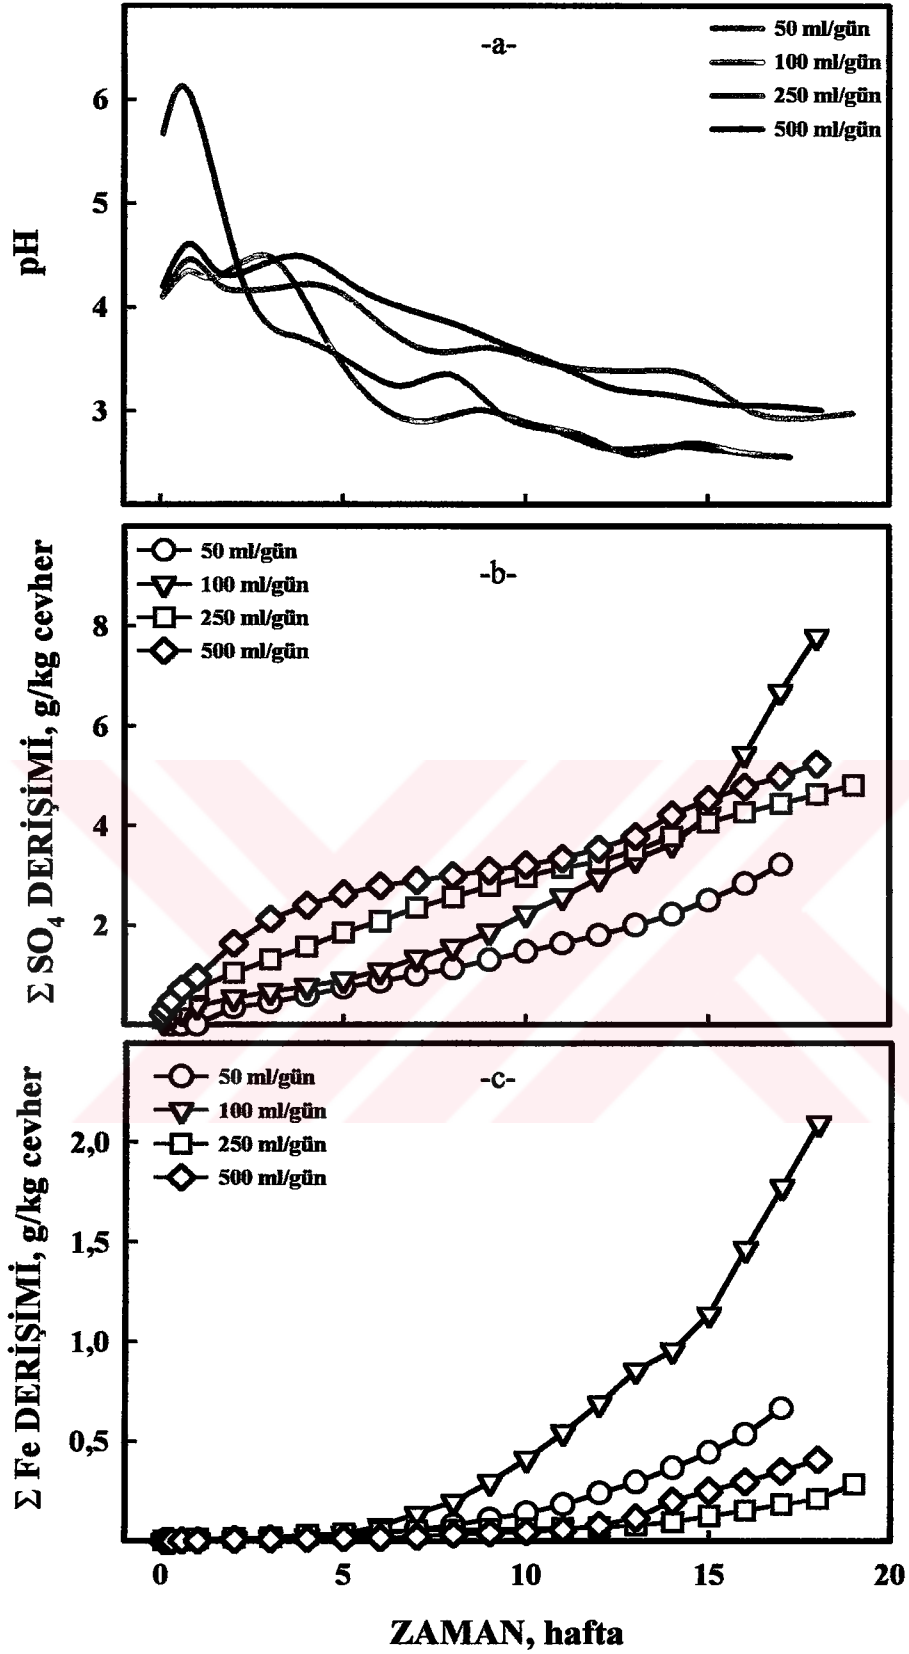 -a-
50 ml/gün
100 ml/gün
250 ml/gün
500 ml/gün
6
5
4
3
pH
-b-
50 ml/gün
100 ml/gün
250 ml/gün
500 ml/gün
8
6
4
2
Σ SO₄ DERİŞİMİ, g/kg cevher
-c-
50 ml/gün
100 ml/gün
250 ml/gün
500 ml/gün
2,0
1,5
1,0
0,5
Σ Fe DERİŞİMİ, g/kg cevher
0 5 10 15 20
ZAMAN, hafta